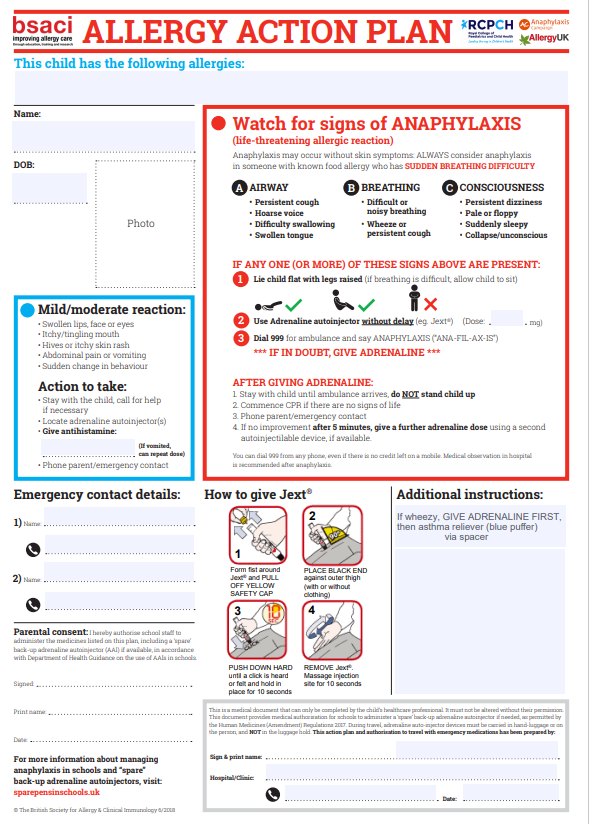 bsaci
improving allergy care
through education, training and research
ALLERGY ACTION PLAN
RCPCH
Royal College of
Paediatrics and Child Health
Leading the way in Children's Health
Anaphylaxis
Campaign
AllergyUK
This child has the following allergies:
Name:
DOB:
Photo
Mild/moderate reaction:
• Swollen lips, face or eyes
• Itchy/tingling mouth
• Hives or itchy skin rash
• Abdominal pain or vomiting
• Sudden change in behaviour
Action to take:
• Stay with the child, call for help
if necessary
• Locate adrenaline autoinjector(s)
• Give antihistamine:
(If vomited,
can repeat dose)
• Phone parent/emergency contact
Watch for signs of ANAPHYLAXIS
(life-threatening allergic reaction)
Anaphylaxis may occur without skin symptoms: ALWAYS consider anaphylaxis
in someone with known food allergy who has SUDDEN BREATHING DIFFICULTY
A AIRWAY
• Persistent cough
• Hoarse voice
• Difficulty swallowing
• Swollen tongue
B BREATHING
• Difficult or
noisy breathing
• Wheeze or
persistent cough
C CONSCIOUSNESS
• Persistent dizziness
• Pale or floppy
• Suddenly sleepy
• Collapse/unconscious
IF ANY ONE (OR MORE) OF THESE SIGNS ABOVE ARE PRESENT:
1 Lie child flat with legs raised (if breathing is difficult, allow child to sit)
2 Use Adrenaline autoinjector without delay (eg. Jext®) (Dose: mg)
3 Dial 999 for ambulance and say ANAPHYLAXIS ("ANA-FIL-AX-IS")
*** IF IN DOUBT, GIVE ADRENALINE ***
AFTER GIVING ADRENALINE:
1. Stay with child until ambulance arrives, do NOT stand child up
2. Commence CPR if there are no signs of life
3. Phone parent/emergency contact
4. If no improvement after 5 minutes, give a further adrenaline dose using a second
autoinjectable device, if available.
You can dial 999 from any phone, even if there is no credit left on a mobile. Medical observation in hospital
is recommended after anaphylaxis.
Emergency contact details:
1) Name:
2) Name:
Parental consent: I hereby authorise school staff to
administer the medicines listed on this plan, including a 'spare'
back-up adrenaline autoinjector (AAI) if available, in accordance
with Department of Health Guidance on the use of AAIs in schools
Signed
Print name
Date
For more information about managing
anaphylaxis in schools and "spare"
back-up adrenaline autoinjectors, visit:
sparepensinschools.uk
© The British Society for Allergy & Clinical Immunology 6/2018
How to give Jext®
1
Form fist around
Jext® and PULL
OFF YELLOW
SAFETY CAP
2
PLACE BLACK END
against outer thigh
(with or without
clothing)
3
10
SEC
PUSH DOWN HARD
until a click is heard
or felt and hold in
place for 10 seconds
4
REMOVE Jext®.
Massage injection
site for 10 seconds
Additional instructions:
If wheezy, GIVE ADRENALINE FIRST,
then asthma reliever (blue puffer)
via spacer
This is a medical document that can only be completed by the child's healthcare professional. It must not be altered without their permission.
This document provides medical authorisation for schools to administer a 'spare' back-up adrenaline autoinjector if needed, as permitted by
the Human Medicines (Amendment) Regulations 2017. During travel, adrenaline auto-injector devices must be carried in hand-luggage or on
the person, and NOT in the luggage hold. This action plan and authorisation to travel with emergency medications has been prepared by:
Sign & print name:
Hospital/Clinic:
Date: